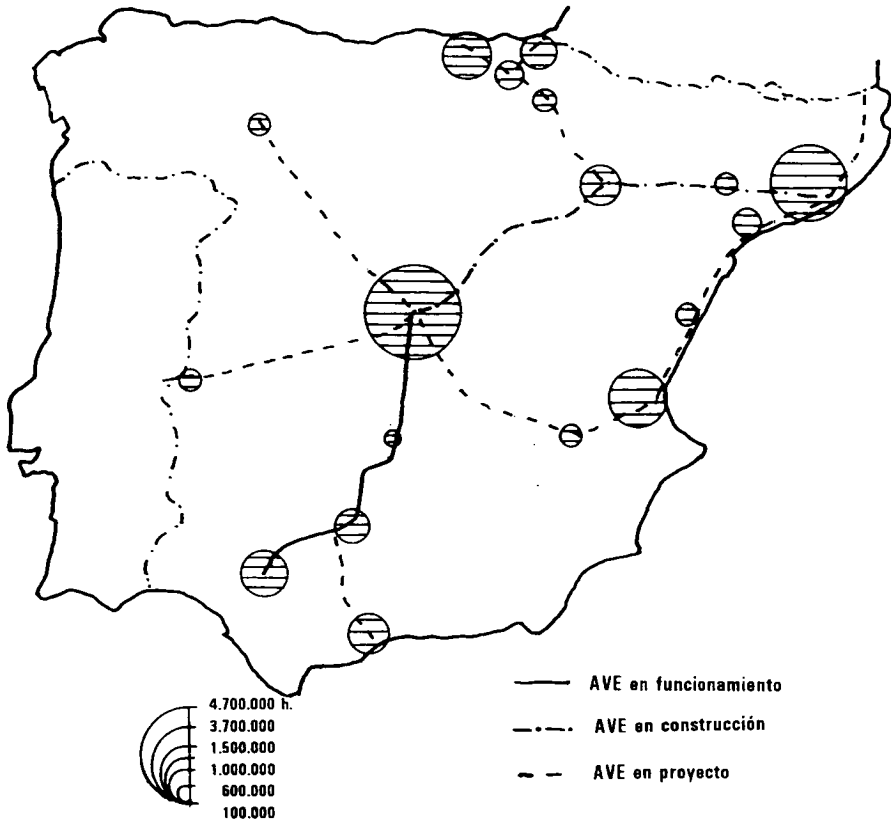 4.700.000 h.
3.700.000
1.500.000
1.000.000
600.000
100.000
AVE en funcionamiento
AVE en construcción
AVE en proyecto